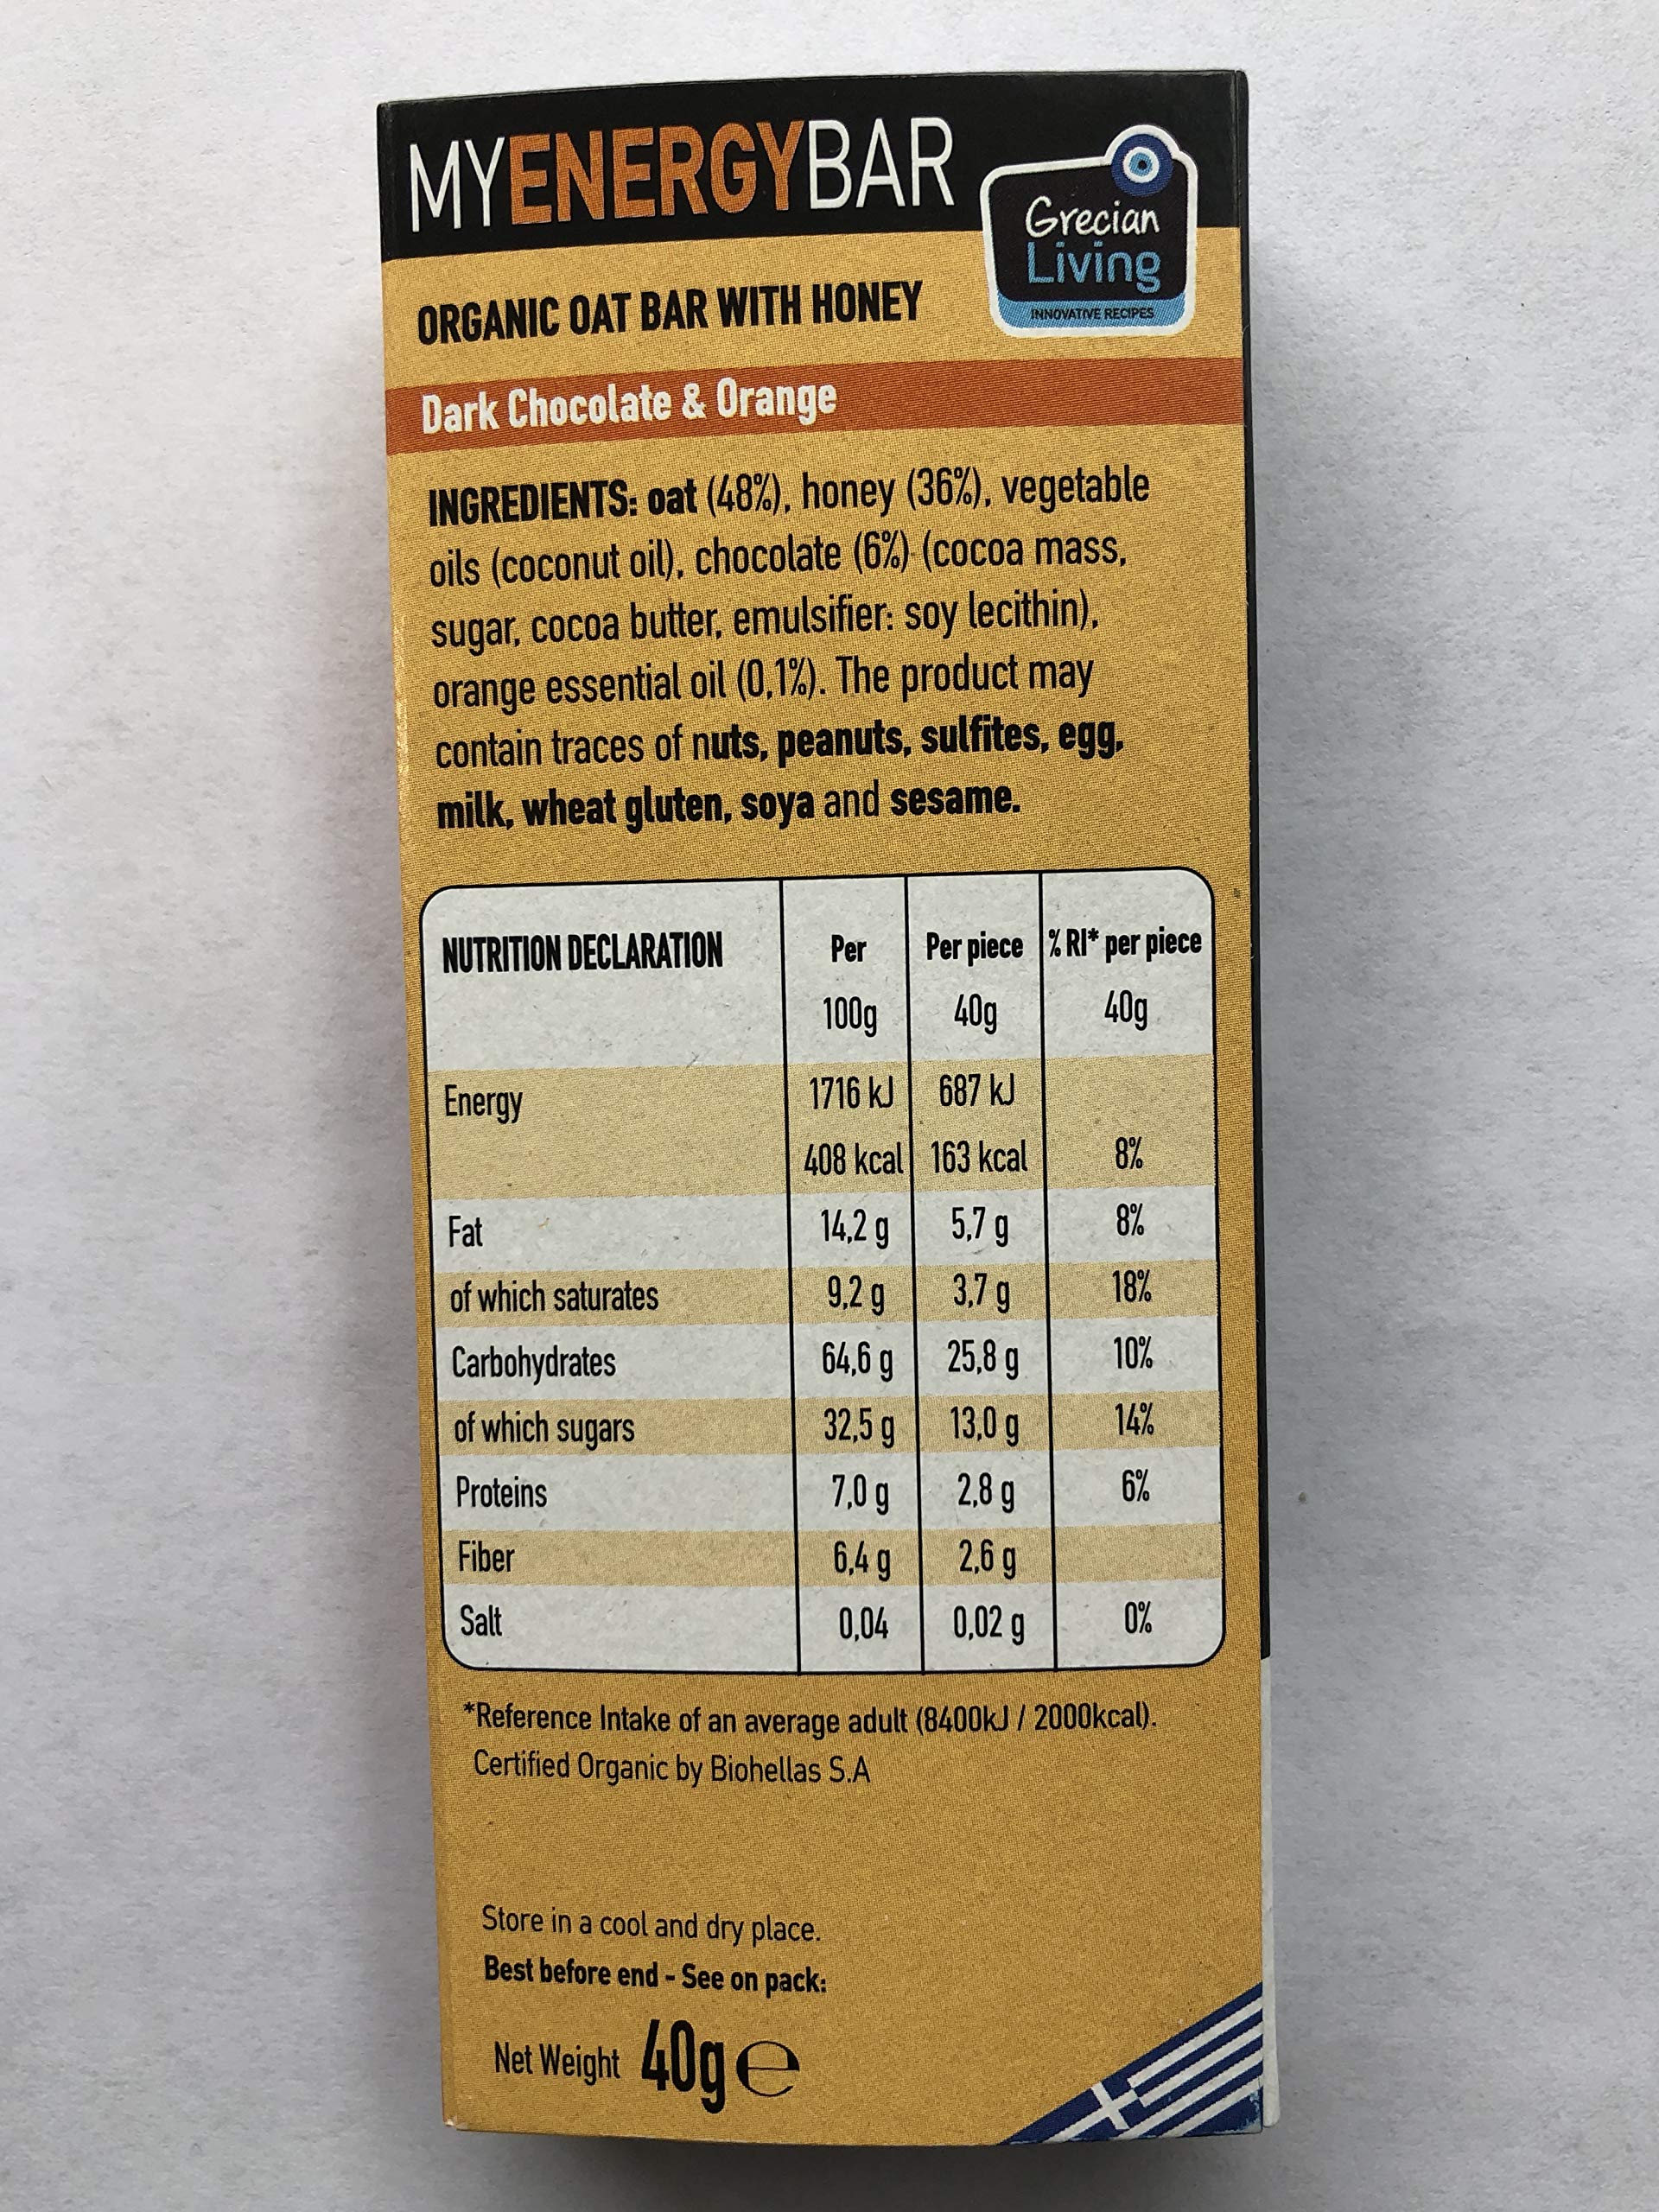 MYENERGYBAR
Grecian
Living
INNOVATIVE RECIPES
ORGANIC OAT BAR WITH HONEY
Dark Chocolate & Orange
INGREDIENTS: oat (48%), honey (36%), vegetable
oils (coconut oil), chocolate (6%) (cocoa mass,
sugar, cocoa butter, emulsifier: soy lecithin),
orange essential oil (0,1%). The product may
contain traces of nuts, peanuts, sulfites, egg,
milk, wheat gluten, soya and sesame.
NUTRITION DECLARATION Per Per piece % RI* per piece
100g 40g 40g
Energy 1716 kJ 687 kJ
408 kcal 163 kcal 8%
Fat 14,2 g 5,7 g 8%
of which saturates 9,2 g 3,7 g 18%
Carbohydrates 64,6 g 25,8 g 10%
of which sugars 32,5 g 13,0 g 14%
Proteins 7,0 g 2,8 g 6%
Fiber 6,4 g 2,6 g
Salt 0,04 0,02 g 0%
*Reference Intake of an average adult (8400kJ / 2000kcal).
Certified Organic by Biohellas S.A
Store in a cool and dry place.
Best before end - See on pack:
Net Weight 40g e